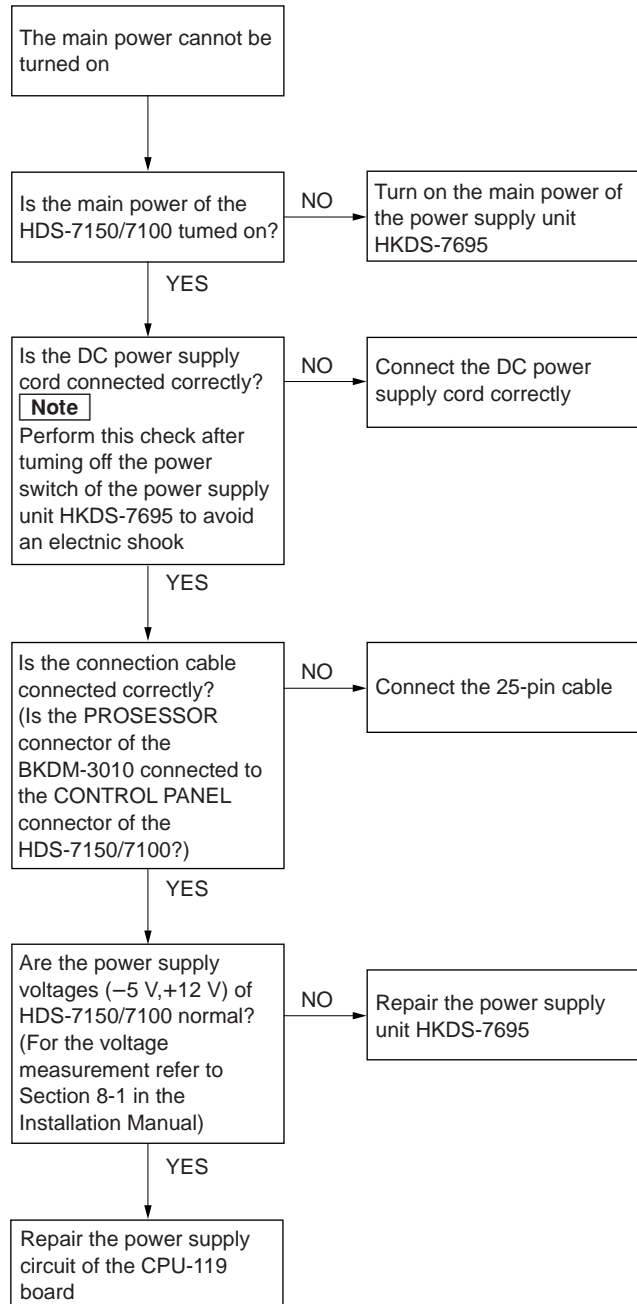 The main power cannot be
turned on
Is the main power of the
HDS-7150/7100 tumed on?
NO
Turn on the main power of
the power supply unit
HKDS-7695
YES
Is the DC power supply
cord connected correctly?
Note
Perform this check after
tuming off the power
switch of the power supply
unit HKDS-7695 to avoid
an electnic shook
NO
Connect the DC power
supply cord correctly
YES
Is the connection cable
connected correctly?
(Is the PROSESSOR
connector of the
BKDM-3010 connected to
the CONTROL PANEL
connector of the
HDS-7150/7100?)
NO
Connect the 25-pin cable
YES
Are the power supply
voltages (−5 V,+12 V) of
HDS-7150/7100 normal?
(For the voltage
measurement refer to
Section 8-1 in the
Installation Manual)
NO
Repair the power supply
unit HKDS-7695
YES
Repair the power supply
circuit of the CPU-119
board